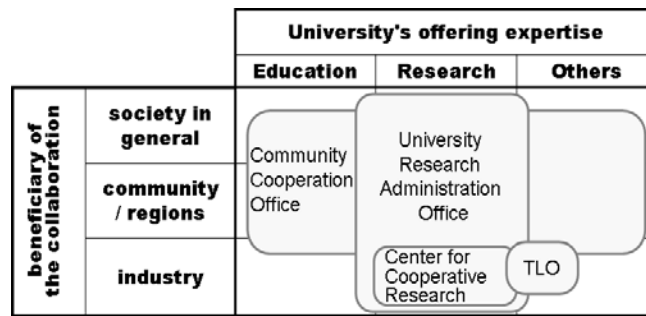 University's offering expertise
Education Research Others
beneficiary of
the collaboration
society in
general
community
/ regions
industry
Community
Cooperation
Office
University
Research
Administration
Office
Center for
Cooperative
Research
TLO